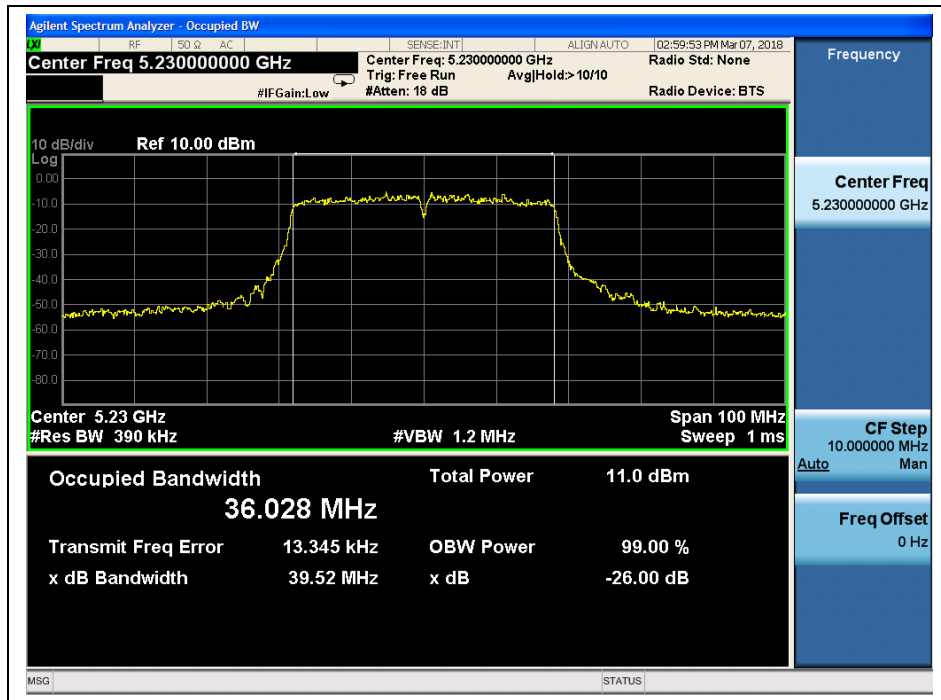 Agilent Spectrum Analyzer - Occupied BW
LXI RF 50 Ω AC SENSE:INT ALIGN AUTO 02:59:53 PM Mar 07, 2018
Center Freq 5.230000000 GHz
Center Freq: 5.230000000 GHz
Radio Std: None
Trig: Free Run Avg|Hold:>10/10
#IFGain:Low
#Atten: 18 dB
Radio Device: BTS
10 dB/div Ref 10.00 dBm
Log
0.00
-10.0
-20.0
-30.0
-40.0
-50.0
-60.0
-70.0
-80.0
Center 5.23 GHz Span 100 MHz
#Res BW 390 kHz #VBW 1.2 MHz Sweep 1 ms
Occupied Bandwidth Total Power 11.0 dBm
36.028 MHz
Transmit Freq Error 13.345 kHz OBW Power 99.00 %
x dB Bandwidth 39.52 MHz x dB -26.00 dB
Frequency
Center Freq
5.230000000 GHz
CF Step
10.000000 MHz
Auto Man
Freq Offset
0 Hz
MSG STATUS